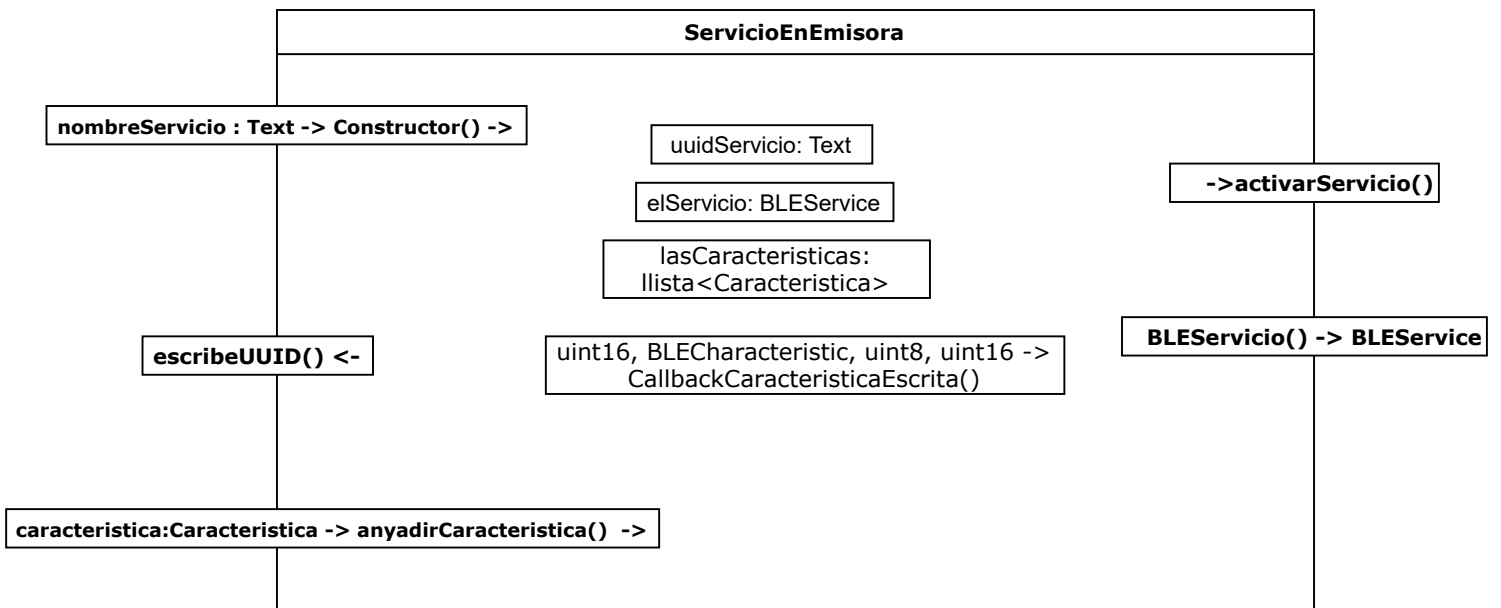 ServicioEnEmisora
nombreServicio : Text -> Constructor() ->
uuidServicio: Text
->activarServicio()
elServicio: BLEService
lasCaracteristicas:
llista<Caracteristica>
escribeUUID() <-
uint16, BLECharacteristic, uint8, uint16 ->
CallbackCaracteristicaEscrita()
BLEServicio() -> BLEService
caracteristica:Caracteristica -> anyadirCaracteristica() ->